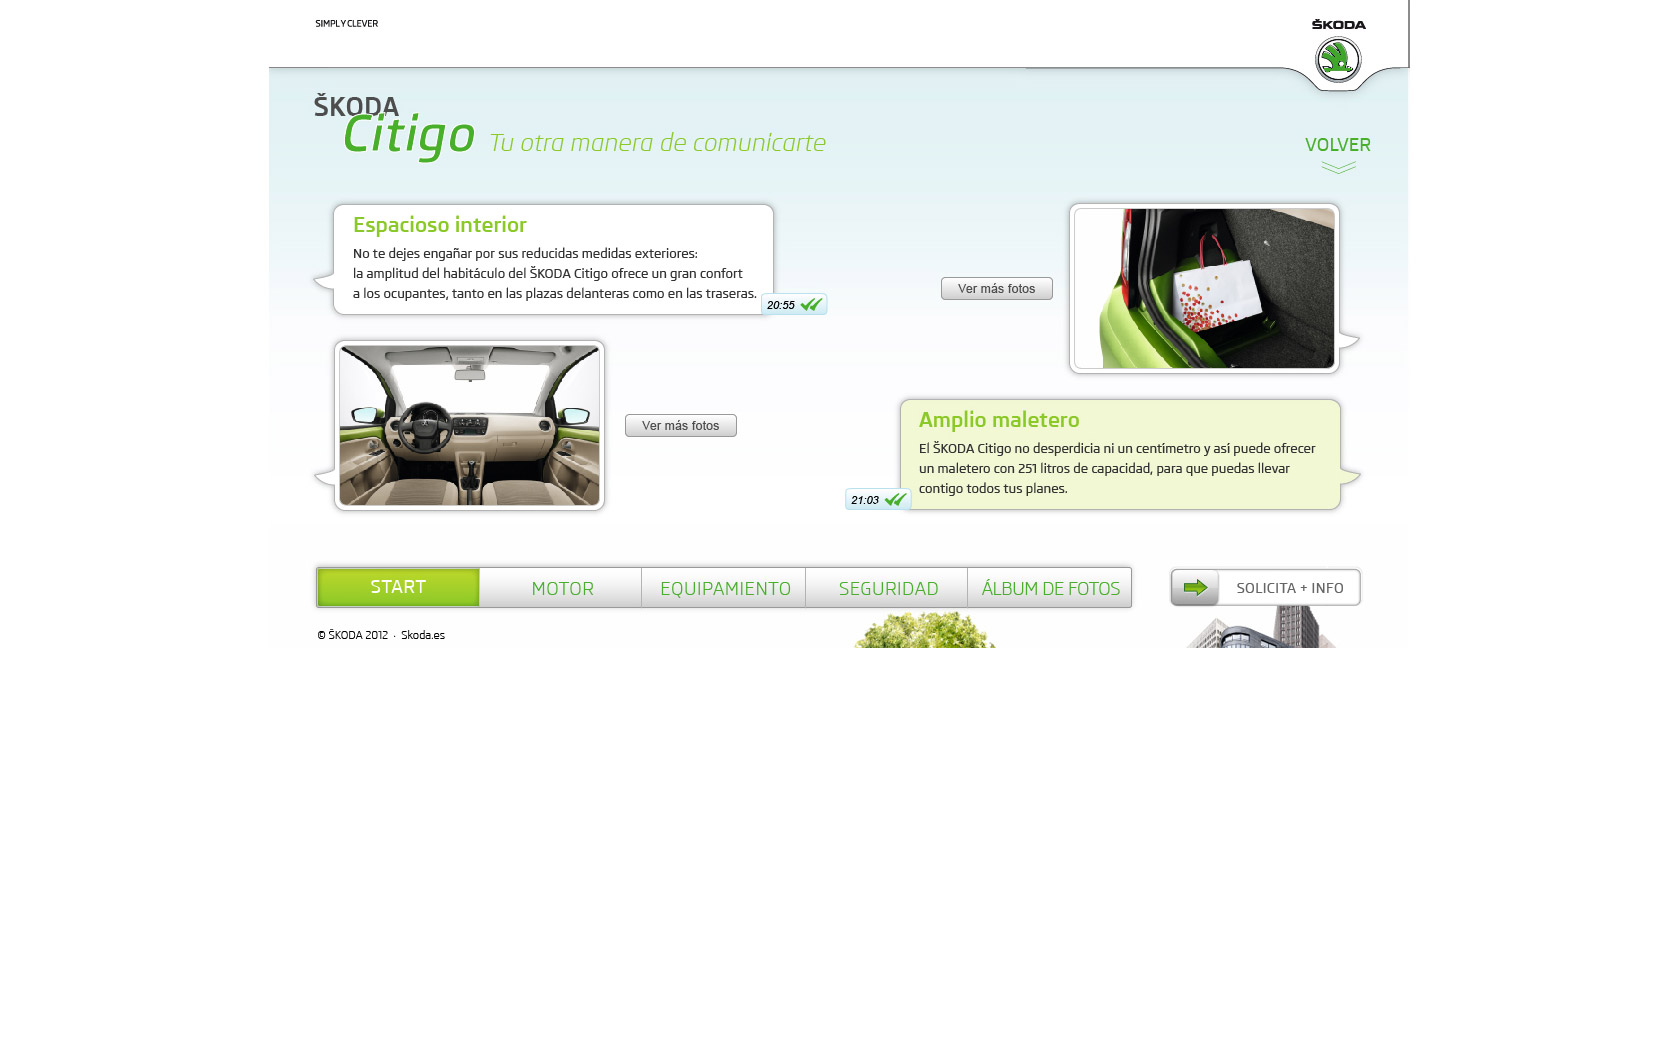 SIMPLY CLEVER
ŠKODA
ŠKODA
Citigo
Tu otra manera de comunicarte
VOLVER
Espacioso interior
No te dejes engañar por sus reducidas medidas exteriores:
la amplitud del habitáculo del ŠKODA Citigo ofrece un gran confort
a los ocupantes, tanto en las plazas delanteras como en las traseras.
20:55
Ver más fotos
Ver más fotos
Amplio maletero
El ŠKODA Citigo no desperdicia ni un centímetro y así puede ofrecer
un maletero con 251 litros de capacidad, para que puedas llevar
contigo todos tus planes.
21:03
START
MOTOR
EQUIPAMIENTO
SEGURIDAD
ÁLBUM DE FOTOS
SOLICITA + INFO
© ŠKODA 2012 · Skoda.es